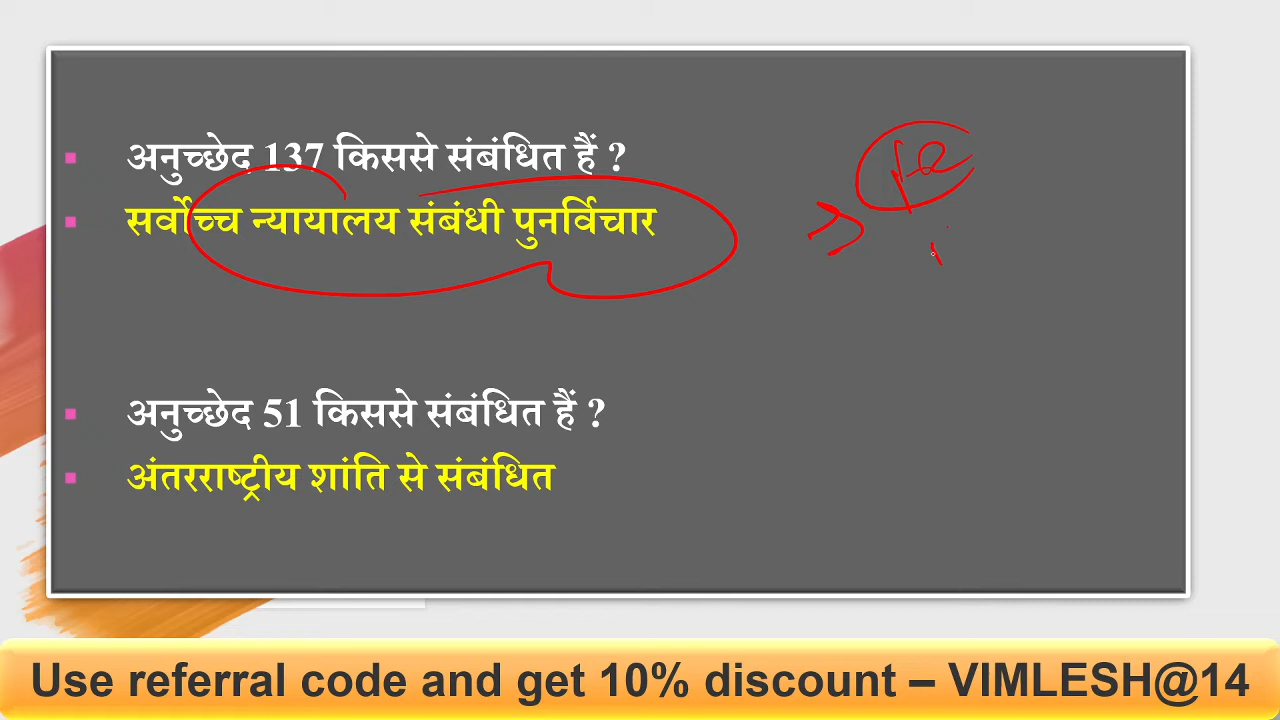 अनुच्छेद 137 किससे संबंधित हैं ?
सर्वोच्च न्यायालय संबंधी पुनर्विचार
अनुच्छेद 51 किससे संबंधित हैं ?
अंतरराष्ट्रीय शांति से संबंधित
Use referral code and get 10% discount – VIMLESH@14